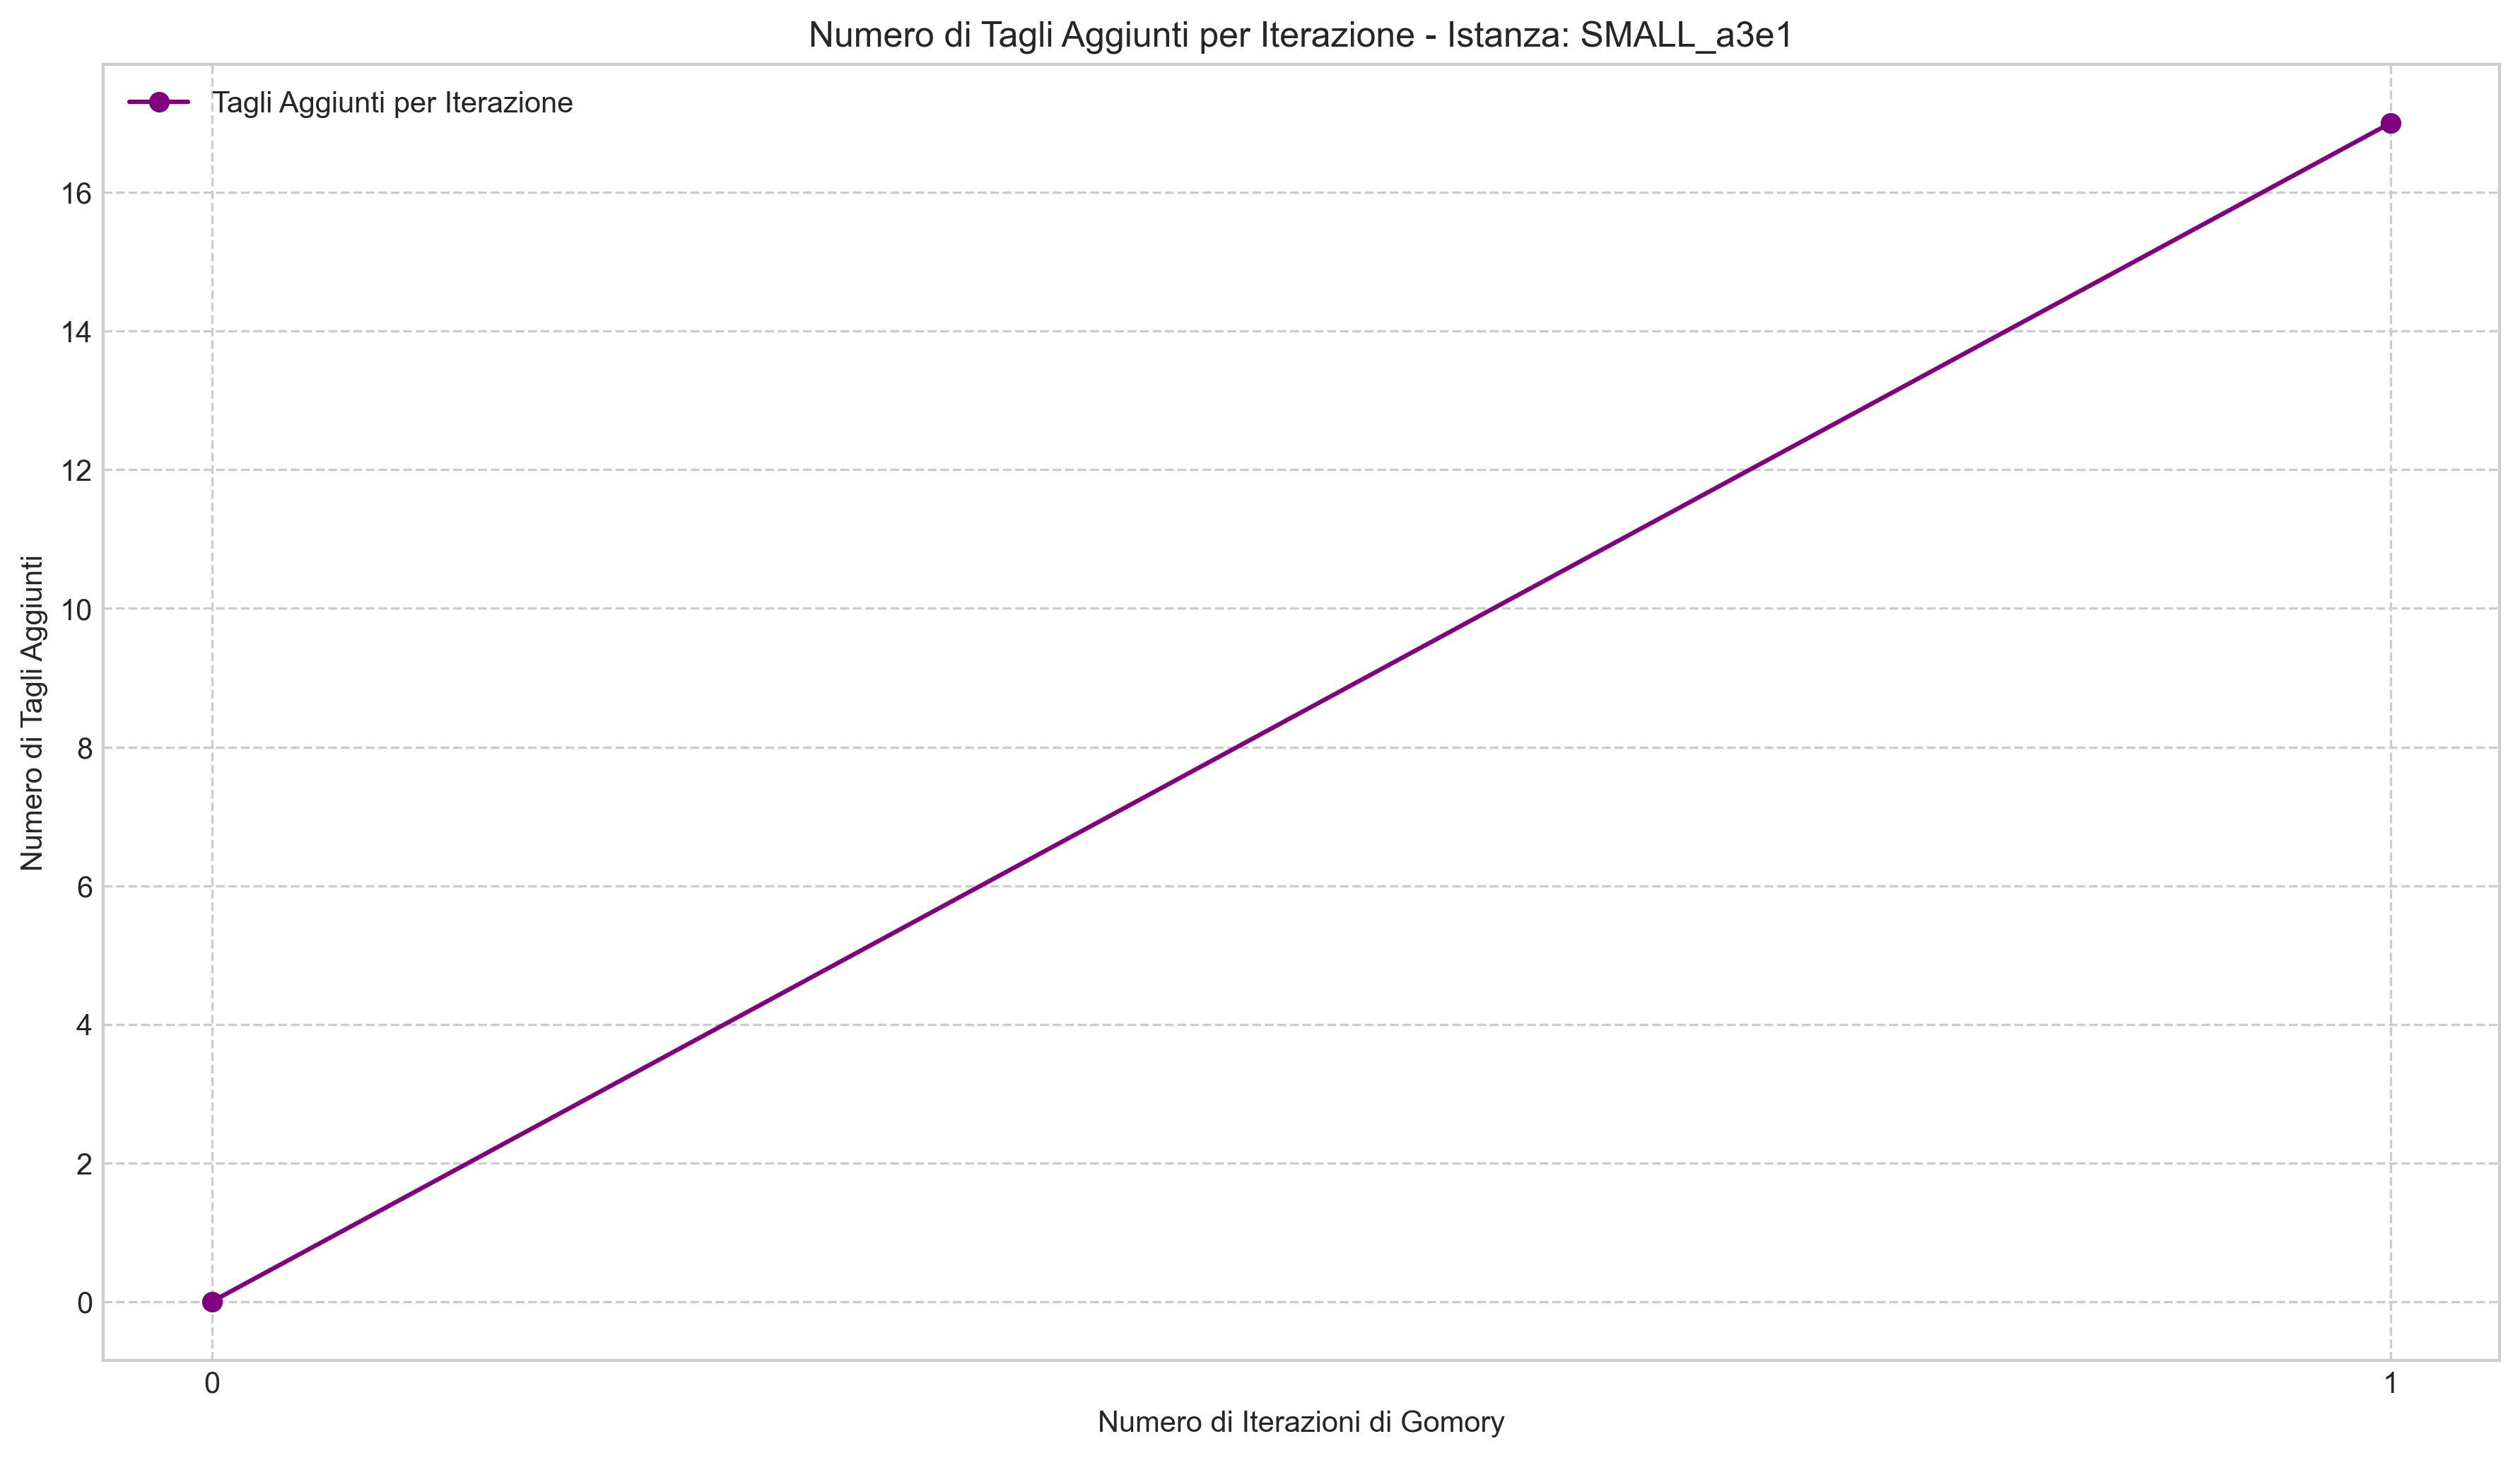 Numero di Tagli Aggiunti per Iterazione - Istanza: SMALL_a3e1
Tagli Aggiunti per Iterazione
Numero di Tagli Aggiunti
16
14
12
10
8
6
4
2
0
0 1
Numero di Iterazioni di Gomory